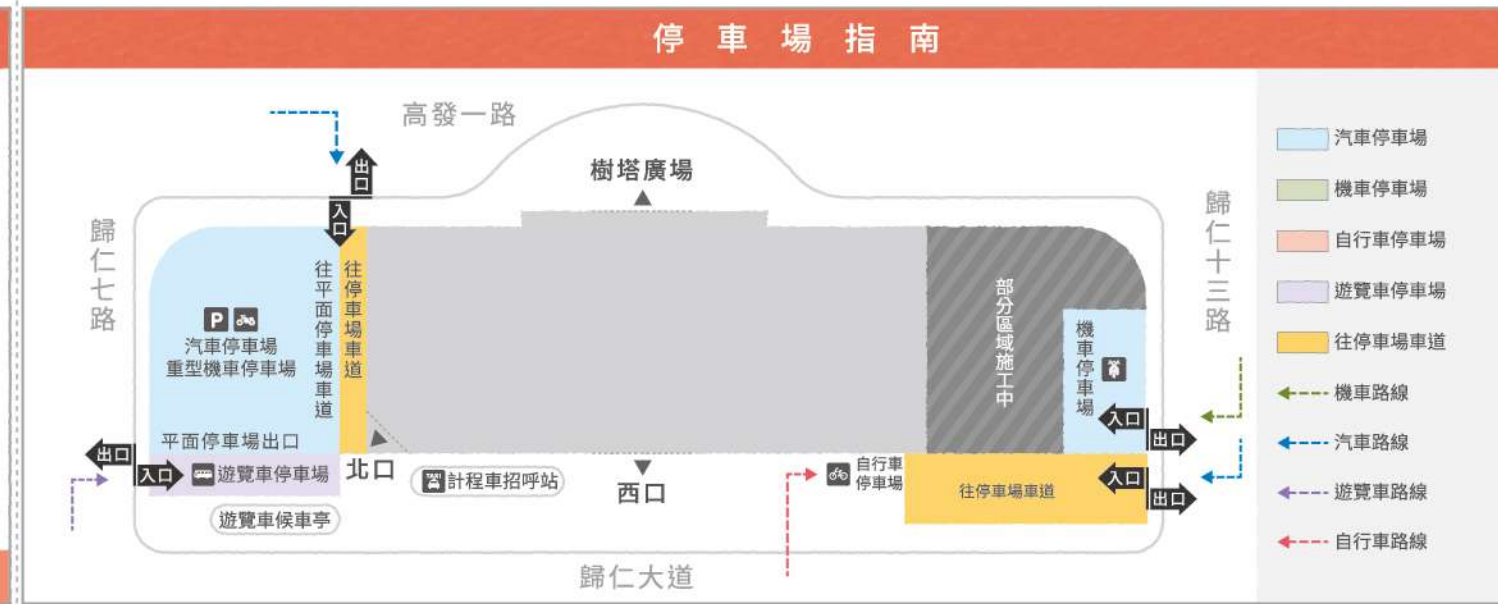 停車場指南
高發一路
樹塔廣場
出口
入口
歸仁七路
歸仁十三路
往平面停車場車道
往停車場車道
P
汽車停車場
重型機車停車場
部分區域施工中
機車停車場
入口
出口
平面停車場出口
出口
入口
遊覽車停車場
北口
計程車招呼站
西口
自行車
停車場
往停車場車道
入口
出口
遊覽車候車亭
歸仁大道
汽車停車場
機車停車場
自行車停車場
遊覽車停車場
往停車場車道
機車路線
汽車路線
遊覽車路線
自行車路線